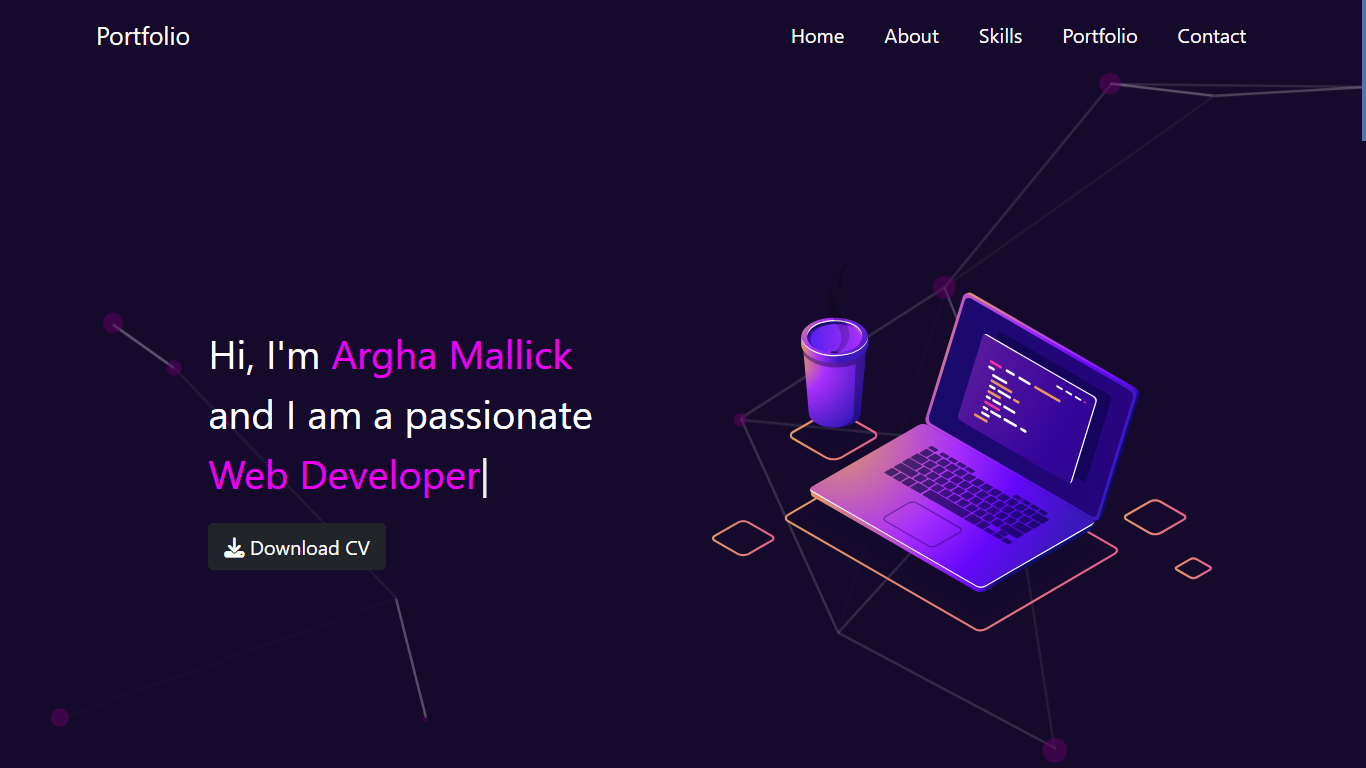 Portfolio
Home About Skills Portfolio Contact
Hi, I'm Argha Mallick
and I am a passionate
Web Developer|
Download CV